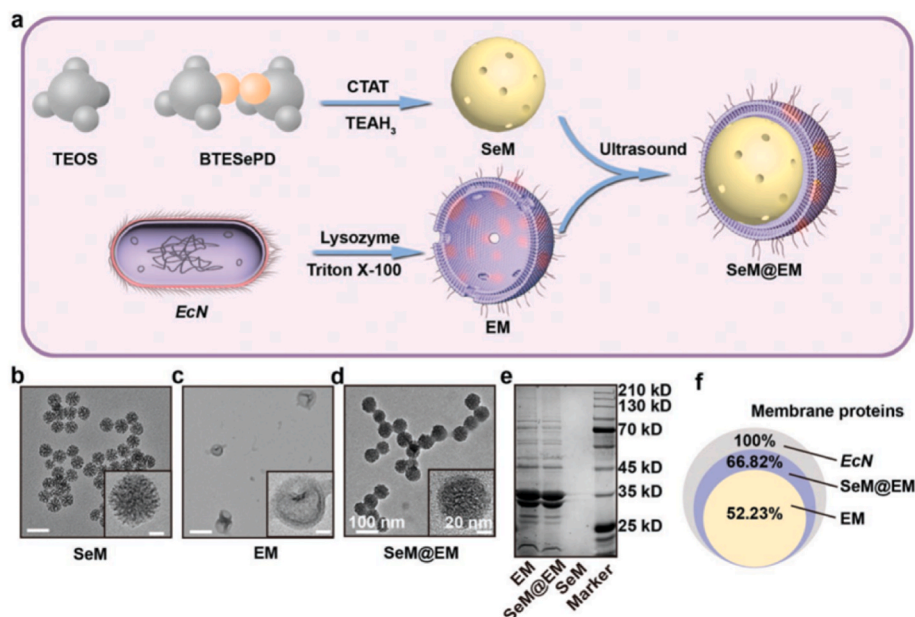 a
TEOS
BTESePD
CTAT
TEAH3
SeM
Ultrasound
SeM@EM
EcN
Lysozyme
Triton X-100
EM
b
SeM
c
EM
d
100 nm
20 nm
SeM@EM
e
210 kD
130 kD
70 kD
45 kD
35 kD
25 kD
EM
SeM@EM
SeM
Marker
f
Membrane proteins
100%
EcN
66.82%
SeM@EM
52.23%
EM